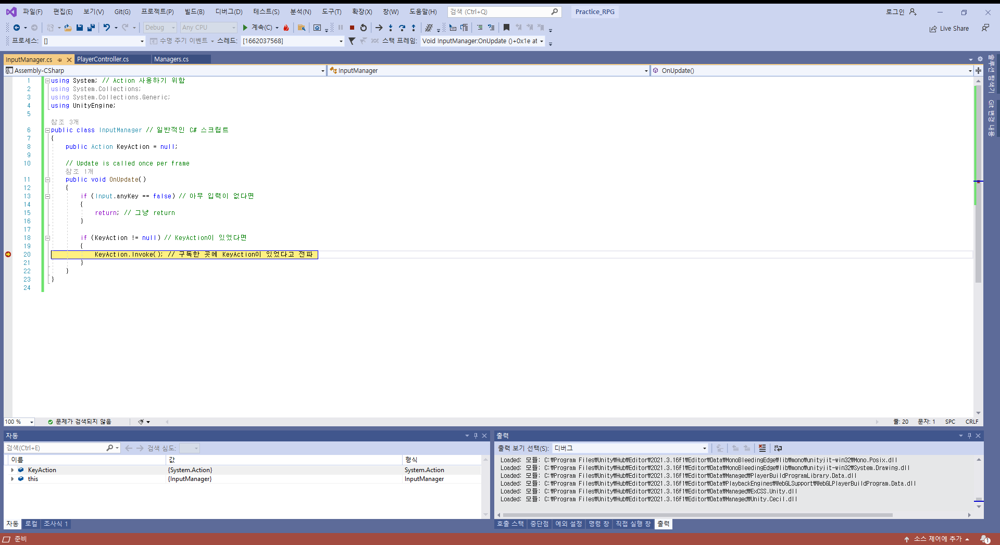 파일(F) 편집(E) 보기(V) Git(G) 프로젝트(P) 빌드(B) 디버그(D) 테스트(S) 분석(N) 도구(T) 확장(X) 창(W) 도움말(H) 검색 (Ctrl+Q) Practice_RPG 로그인
Debug Any CPU 계속(C) Live Share
프로세스: [] 수명 주기 이벤트 스레드: [1662037568] 스택 프레임: Void InputManager:OnUpdate ()+0x1e at
InputManager.cs PlayerController.cs Managers.cs
Assembly-CSharp InputManager OnUpdate()
솔루션 탐색기
Git 변경 내용
1 using System; // Action 사용하기 위함
2 using System.Collections;
3 using System.Collections.Generic;
4 using UnityEngine;
5
참조 3개
6 public class InputManager // 일반적인 C# 스크립트
7 {
8 public Action KeyAction = null;
9
10 // Update is called once per frame
참조 1개
11 public void OnUpdate()
12 {
13 if (Input.anyKey == false) // 아무 입력이 없다면
14 {
15 return; // 그냥 return
16 }
17
18 if (KeyAction != null) // KeyAction이 있었다면
19 {
20 KeyAction.Invoke(); // 구독한 곳에 KeyAction이 있었다고 전파
21 }
22 }
23 }
24
100 % 문제가 검색되지 않음 줄: 20 문자: 1 SPC CRLF
자동
검색(Ctrl+E) 검색 심도:
이름 값 형식
KeyAction {System.Action} System.Action
this {InputManager} InputManager
자동 로컬 조사식 1
출력
출력 보기 선택(S): 디버그
Loaded: 모듈: C:₩Program Files₩Unity₩Hub₩Editor₩2021.3.16f1₩Editor₩Data₩MonoBleedingEdge₩lib₩mono₩unityjit-win32₩Mono.Posix.dll
Loaded: 모듈: C:₩Program Files₩Unity₩Hub₩Editor₩2021.3.16f1₩Editor₩Data₩MonoBleedingEdge₩lib₩mono₩unityjit-win32₩System.Drawing.dll
Loaded: 모듈: C:₩Program Files₩Unity₩Hub₩Editor₩2021.3.16f1₩Editor₩Data₩Managed₩PlayerBuildProgramLibrary.Data.dll
Loaded: 모듈: C:₩Program Files₩Unity₩Hub₩Editor₩2021.3.16f1₩Editor₩Data₩PlaybackEngines₩WebGLSupport₩WebGLPlayerBuildProgram.Data.dll
Loaded: 모듈: C:₩Program Files₩Unity₩Hub₩Editor₩2021.3.16f1₩Editor₩Data₩Managed₩ExCSS.Unity.dll
Loaded: 모듈: C:₩Program Files₩Unity₩Hub₩Editor₩2021.3.16f1₩Editor₩Data₩Managed₩Unity.Cecil.dll
호출 스택 중단점 예외 설정 명령 창 직접 실행 창 출력
준비 소스 제어에 추가 1